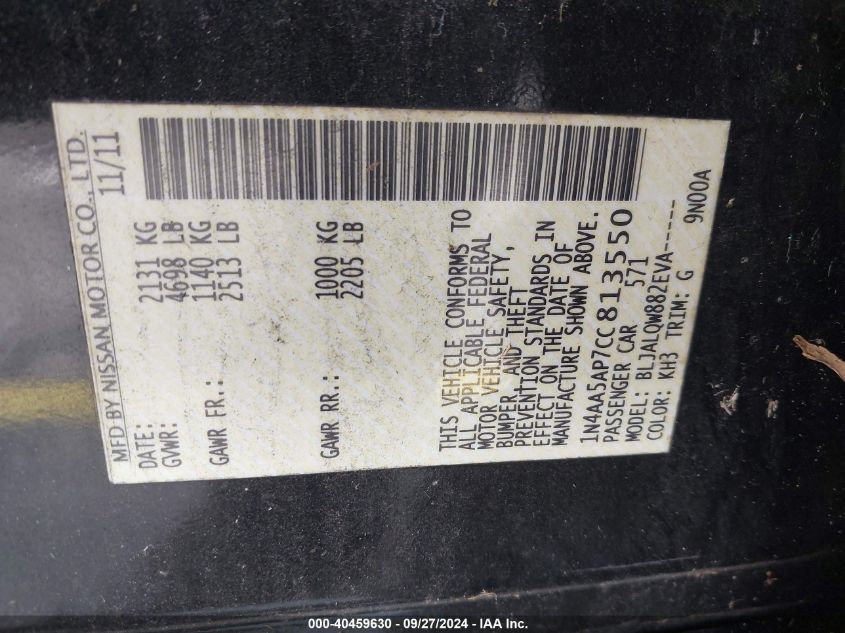 MFD BY NISSAN MOTOR CO., LTD.
DATE: 11/11
GVWR: 2131 KG
4698 LB
GAWR FR.: 1140 KG
2513 LB
GAWR RR.: 1000 KG
2205 LB
THIS VEHICLE CONFORMS TO
ALL APPLICABLE FEDERAL
MOTOR VEHICLE SAFETY,
BUMPER, AND THEFT
PREVENTION STANDARDS IN
EFFECT ON THE DATE OF
MANUFACTURE SHOWN ABOVE.
1N4AA5AP7CC813550
PASSENGER CAR 571
MODEL: BLJALQW882EVA-----
COLOR: KH3 TRIM: G 9N00A
000-40459630 - 09/27/2024 - IAA Inc.